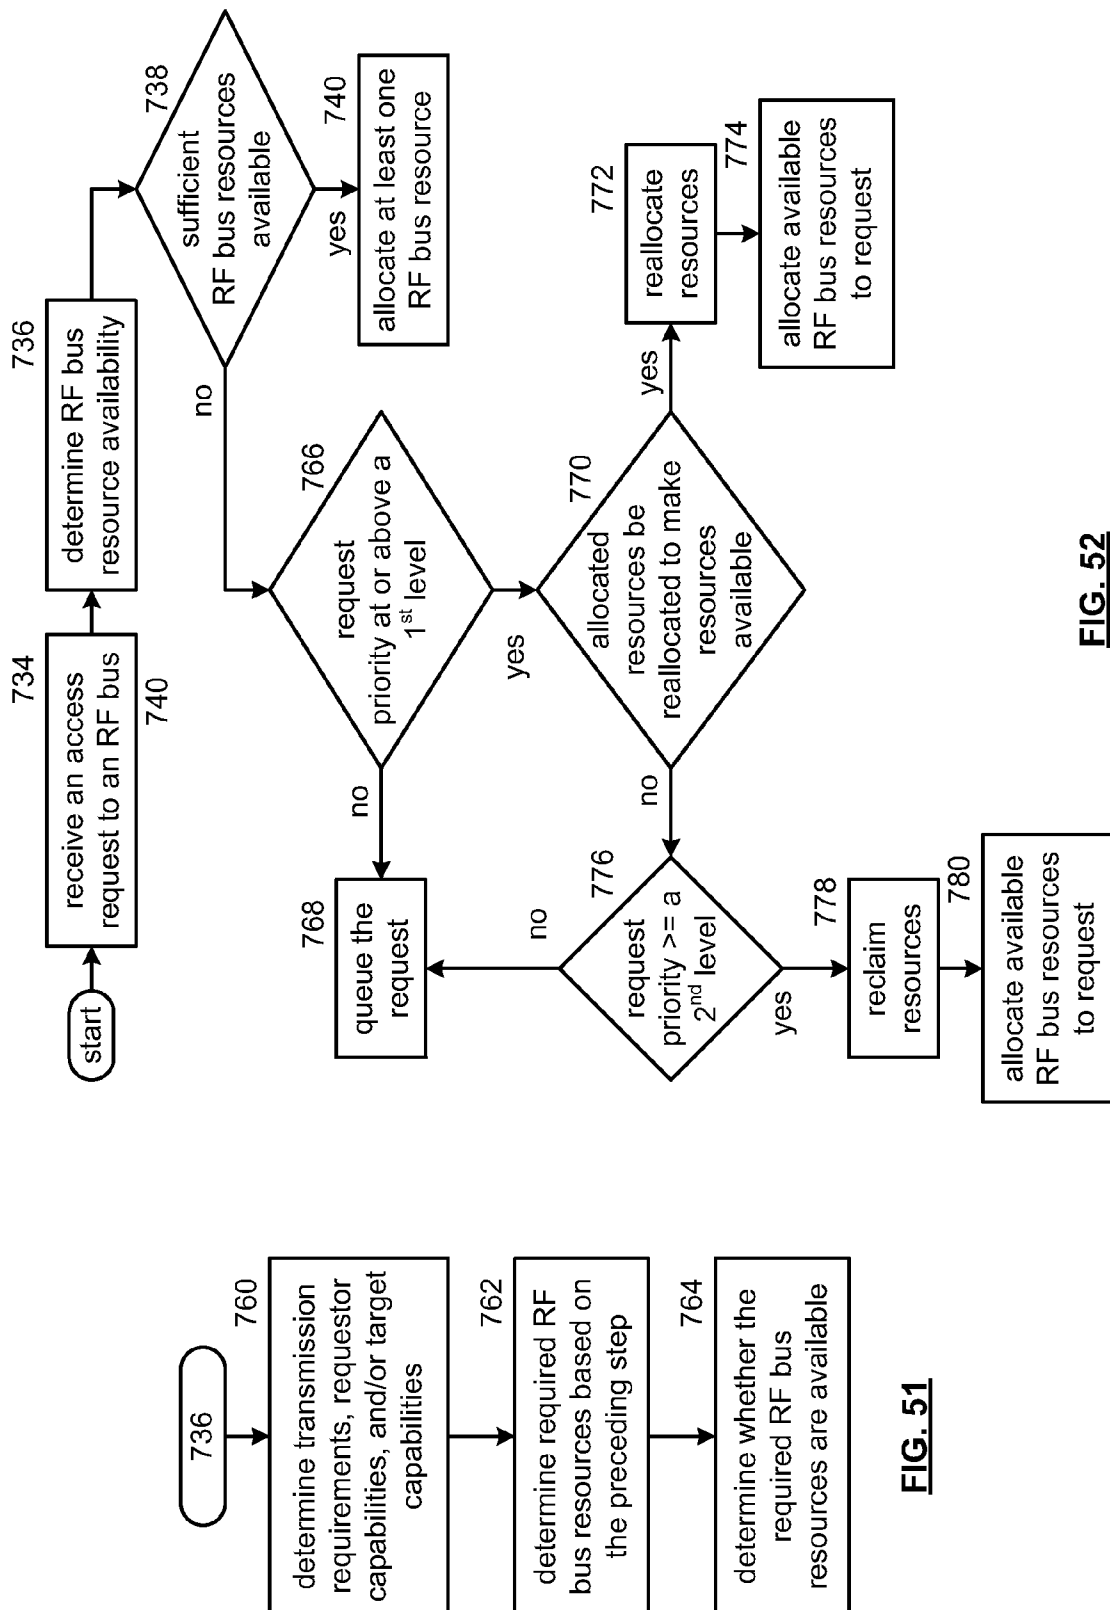 736
760
determine transmission
requirements, requestor
capabilities, and/or target
capabilities
762
determine required RF
bus resources based on
the preceding step
764
determine whether the
required RF bus
resources are available
FIG. 51
start
734
receive an access
request to an RF bus
740
736
determine RF bus
resource availability
738
sufficient
RF bus resources
available
no
yes
740
allocate at least one
RF bus resource
766
request
priority at or above a
1st level
no
yes
768
queue the
request
770
allocated
resources be
reallocated to make
resources
available
yes
no
772
reallocate
resources
774
allocate available
RF bus resources
to request
776
request
priority >= a
2nd level
no
yes
778
reclaim
resources
780
allocate available
RF bus resources
to request
FIG. 52